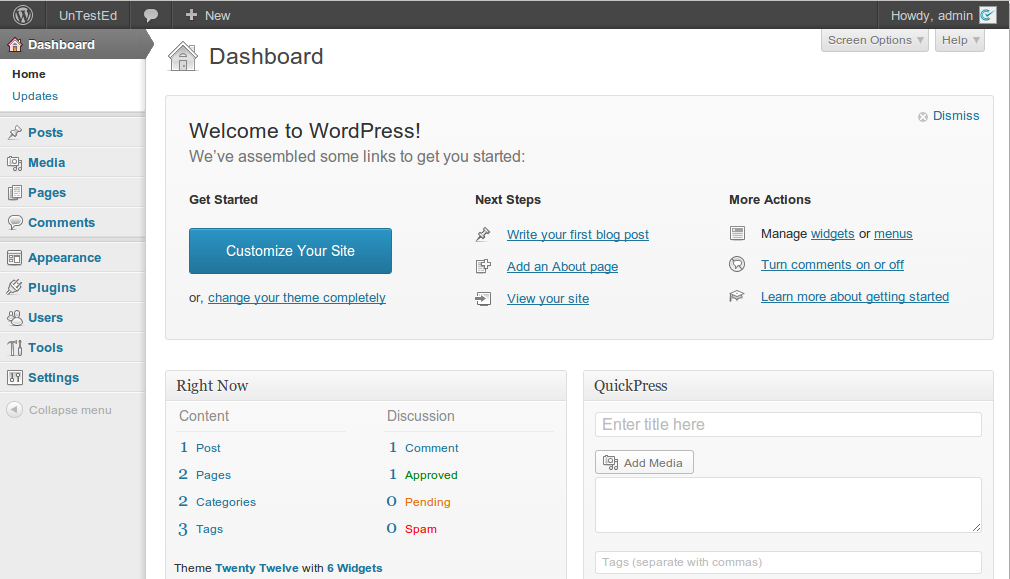 UnTestEd
New
Howdy, admin
Dashboard
Home
Updates
Posts
Media
Pages
Comments
Appearance
Plugins
Users
Tools
Settings
Collapse menu
Screen Options
Help
Dashboard
Dismiss
Welcome to WordPress!
We've assembled some links to get you started:
Get Started
Customize Your Site
or, change your theme completely
Next Steps
Write your first blog post
Add an About page
View your site
More Actions
Manage widgets or menus
Turn comments on or off
Learn more about getting started
Right Now
Content
1 Post
2 Pages
2 Categories
3 Tags
Discussion
1 Comment
1 Approved
0 Pending
0 Spam
Theme Twenty Twelve with 6 Widgets
QuickPress
Enter title here
Add Media
Tags (separate with commas)